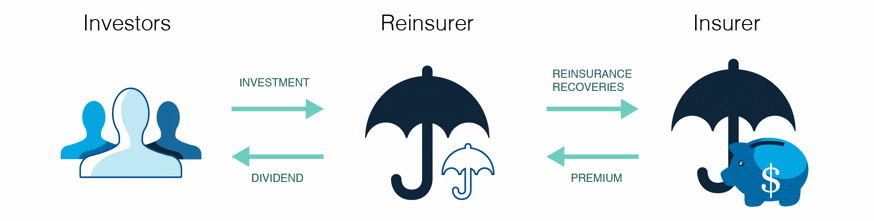 Investors
Reinsurer
Insurer
INVESTMENT
DIVIDEND
REINSURANCE
RECOVERIES
PREMIUM
$